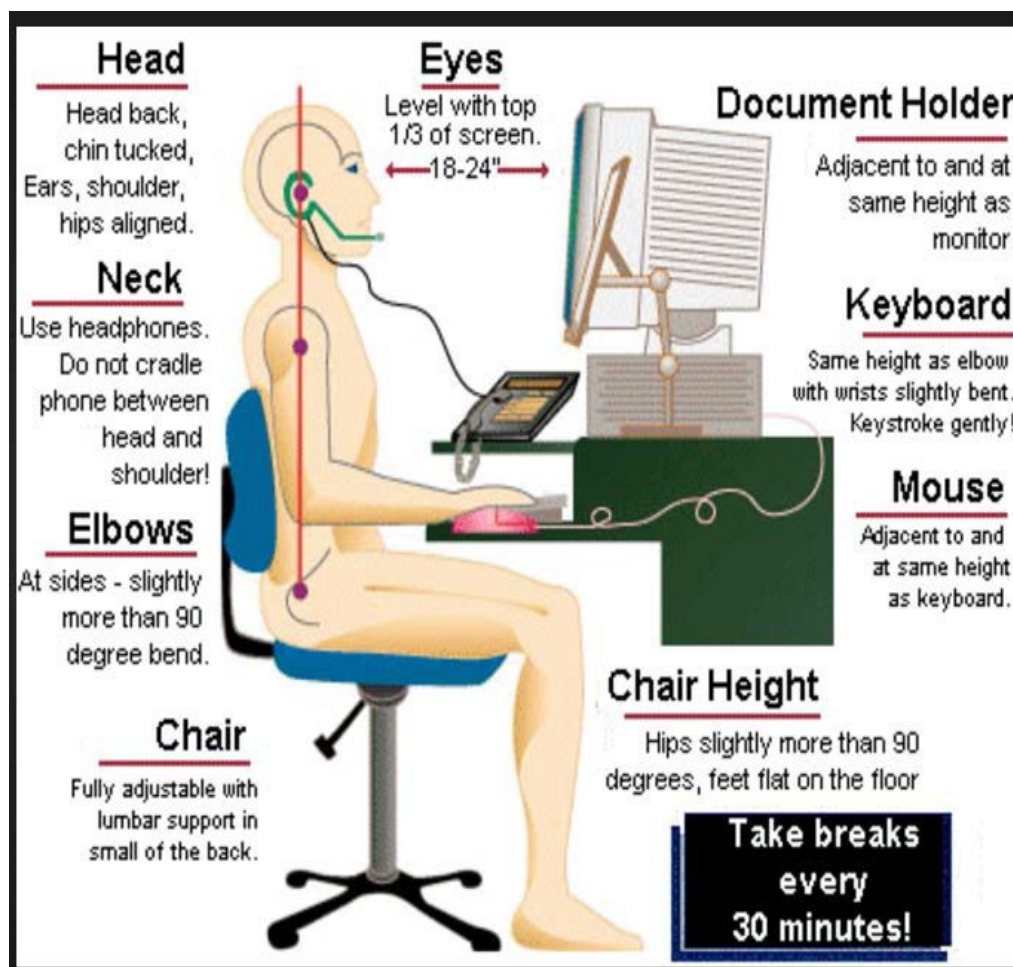 Head
Head back,
chin tucked,
Ears, shoulder,
hips aligned.
Neck
Use headphones.
Do not cradle
phone between
head and
shoulder!
Elbows
At sides - slightly
more than 90
degree bend.
Chair
Fully adjustable with
lumbar support in
small of the back.
Eyes
Level with top
1/3 of screen.
18-24"
Document Holder
Adjacent to and at
same height as
monitor
Keyboard
Same height as elbow
with wrists slightly bent.
Keystroke gently!
Mouse
Adjacent to and
at same height
as keyboard.
Chair Height
Hips slightly more than 90
degrees, feet flat on the floor
Take breaks
every
30 minutes!